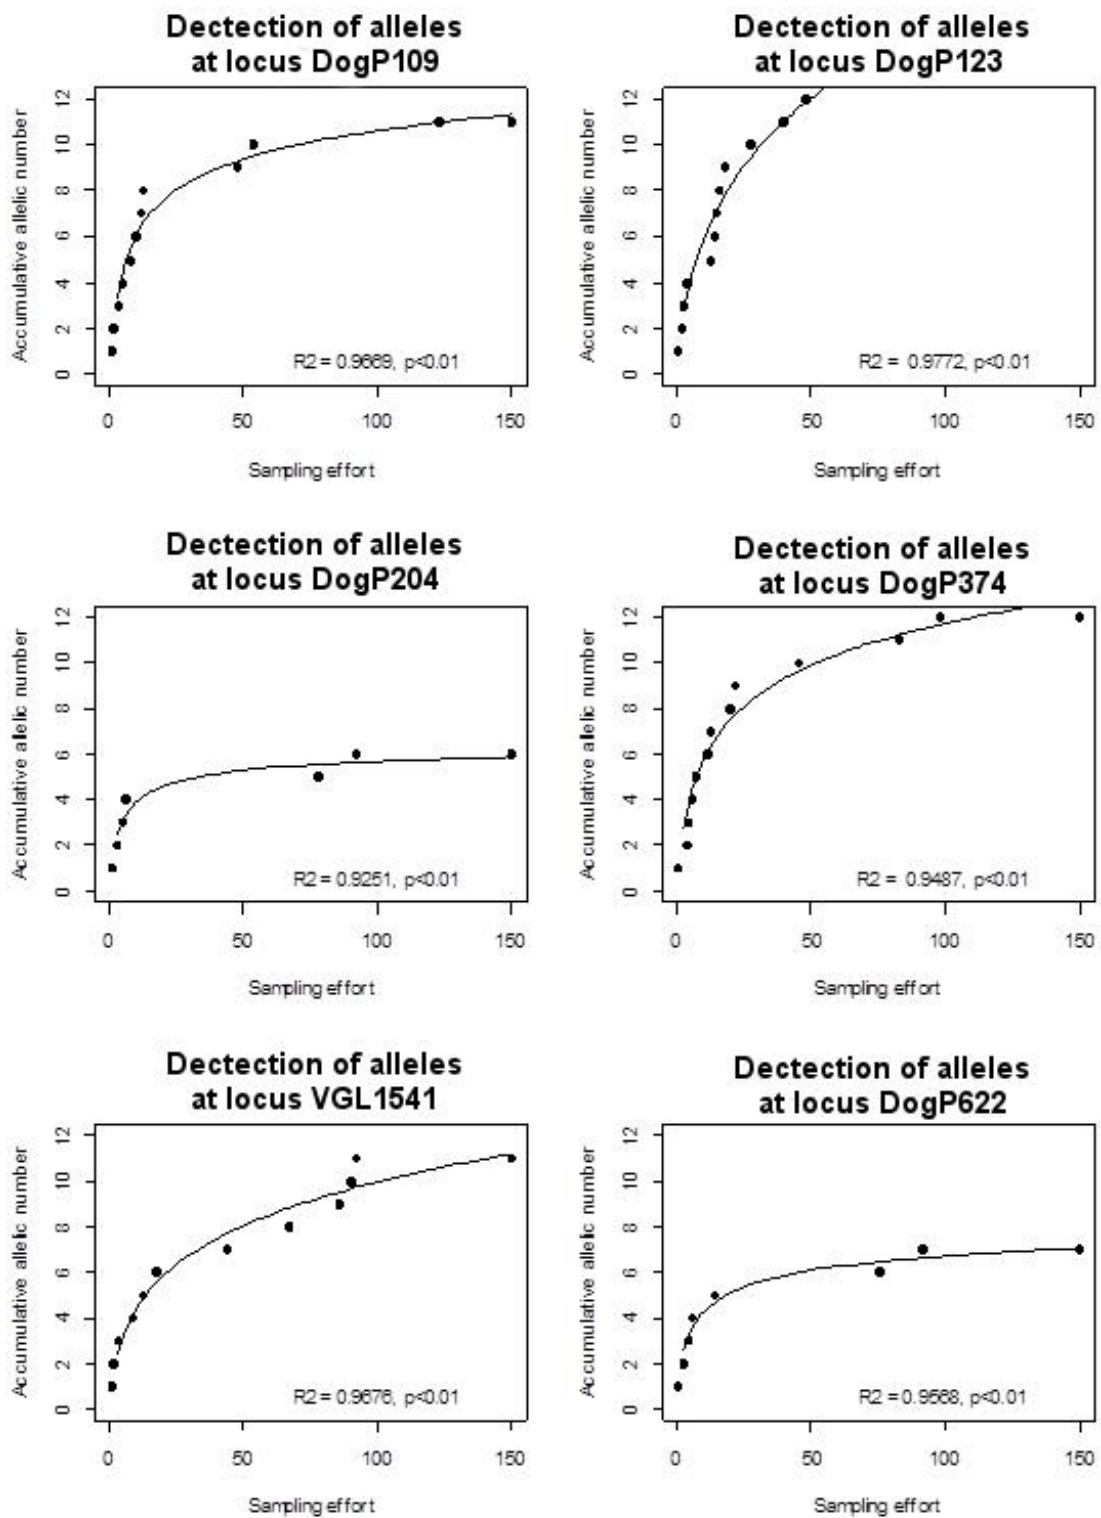 Dectection of alleles
at locus DogP109
Accumulative allelic number
12
10
8
6
4
2
0
R2 = 0.9669, p<0.01
0 50 100 150
Sampling effort
Dectection of alleles
at locus DogP123
Accumulative allelic number
12
10
8
6
4
2
0
R2 = 0.9772, p<0.01
0 50 100 150
Sampling effort
Dectection of alleles
at locus DogP204
Accumulative allelic number
12
10
8
6
4
2
0
R2 = 0.9251, p<0.01
0 50 100 150
Sampling effort
Dectection of alleles
at locus DogP374
Accumulative allelic number
12
10
8
6
4
2
0
R2 = 0.9487, p<0.01
0 50 100 150
Sampling effort
Dectection of alleles
at locus VGL1541
Accumulative allelic number
12
10
8
6
4
2
0
R2 = 0.9676, p<0.01
0 50 100 150
Sampling effort
Dectection of alleles
at locus DogP622
Accumulative allelic number
12
10
8
6
4
2
0
R2 = 0.9568, p<0.01
0 50 100 150
Sampling effort